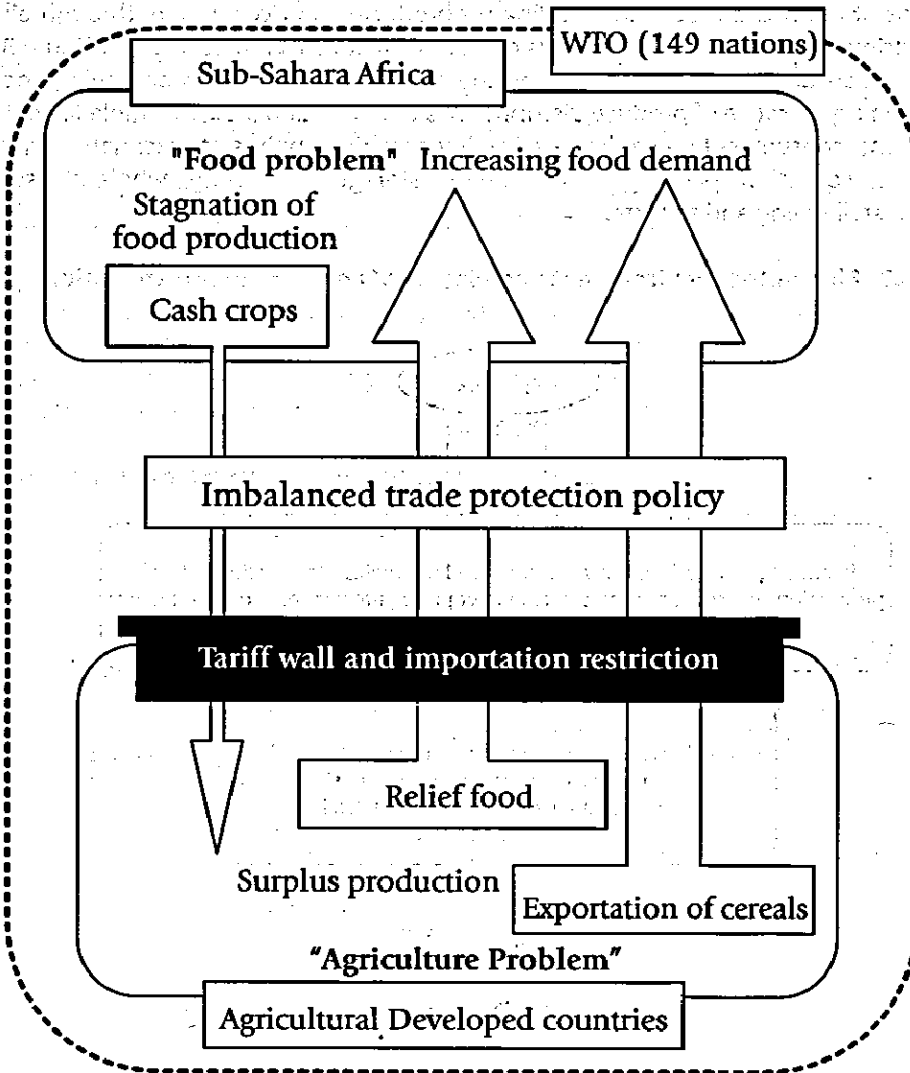 WTO (149 nations)
Sub-Sahara Africa
"Food problem" Increasing food demand
Stagnation of
food production
Cash crops
Imbalanced trade protection policy
Tariff wall and importation restriction
Relief food
Surplus production
Exportation of cereals
“Agriculture Problem”
Agricultural Developed countries